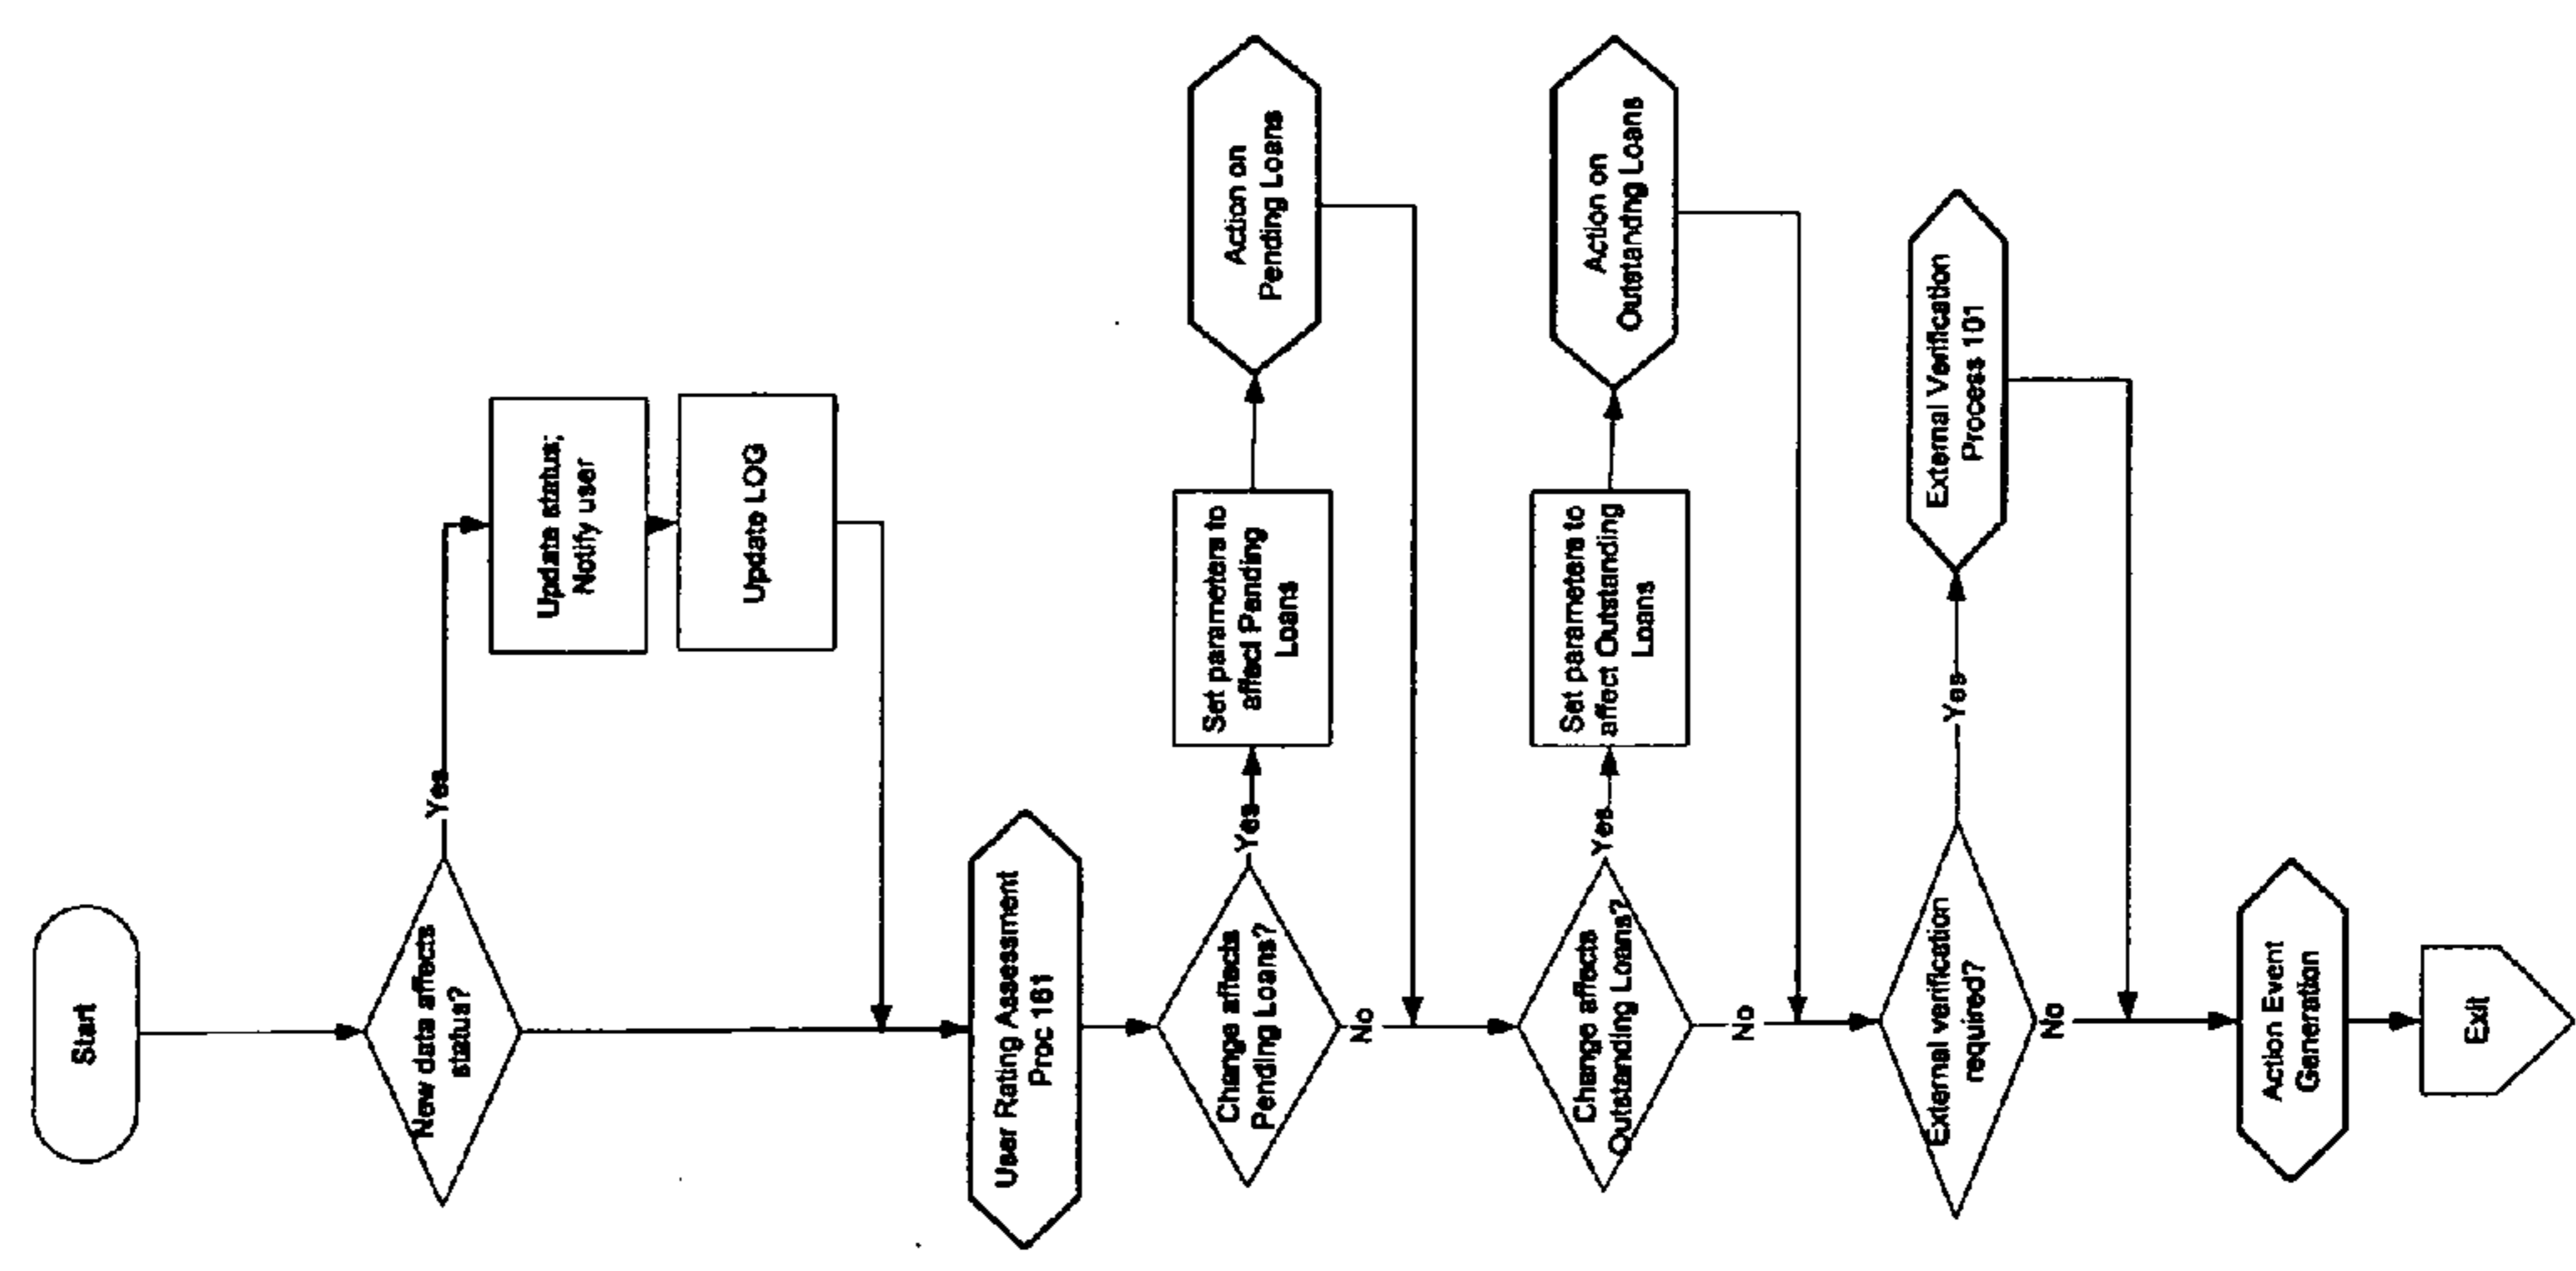 Start
New data affects
status?
Yes
Update status;
Notify user
Update LOG
User Rating Assessment
Proc 161
Change affects
Pending Loans?
Yes
Set parameters to
affect Pending
Loans
Action on
Pending Loans
No
Change affects
Outstanding Loans?
Yes
Set parameters to
affect Outstanding
Loans
Action on
Outstanding Loans
No
External verification
required?
Yes
External Verification
Process 101
No
Action Event
Generation
Exit